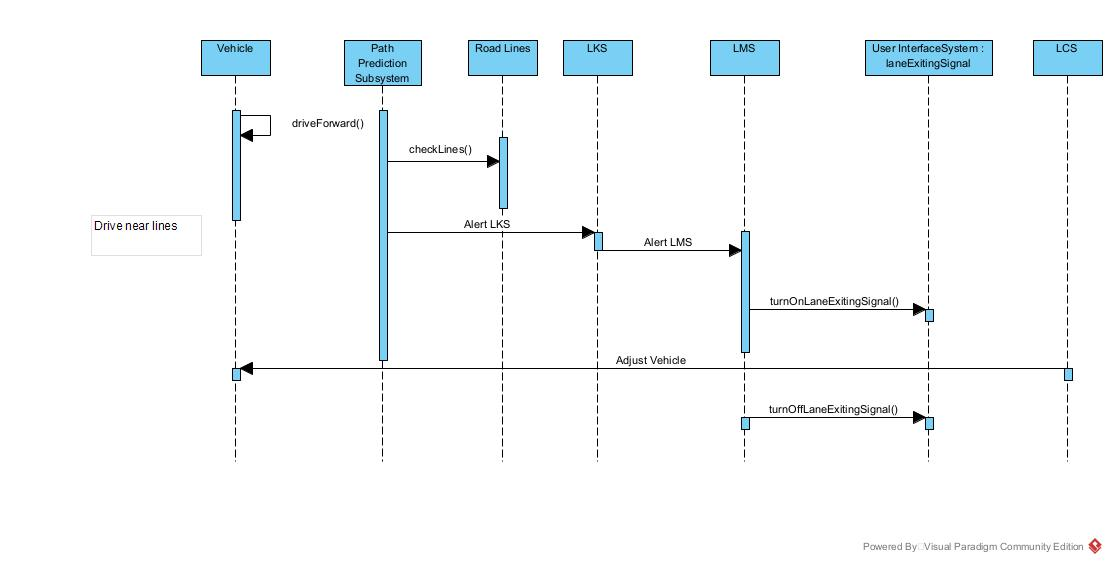 Vehicle
Path
Prediction
Subsystem
Road Lines
LKS
LMS
User InterfaceSystem :
laneExitingSignal
LCS
driveForward()
checkLines()
Drive near lines
Alert LKS
Alert LMS
turnOnLaneExitingSignal()
Adjust Vehicle
turnOffLaneExitingSignal()
Powered By Visual Paradigm Community Edition